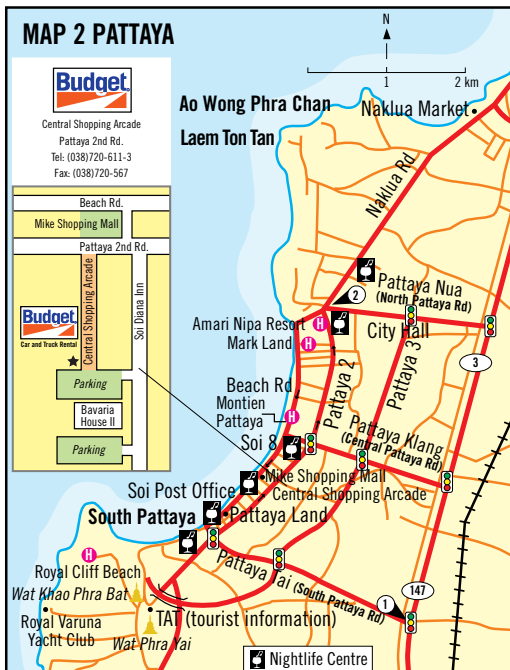 MAP 2 PATTAYA
Budget®
Central Shopping Arcade
Pattaya 2nd Rd.
Tel: (038)720-611-3
Fax: (038)720-567
Beach Rd.
Mike Shopping Mall
Pattaya 2nd Rd.
Central Shopping Arcade
Soi Diana Inn
Budget®
Car and Truck Rental
Parking
Bavaria
House II
Parking
N
0
1
2 km
Ao Wong Phra Chan
Laem Ton Tan
Naklua Market
Naklua Rd
Pattaya Nua
(North Pattaya Rd)
2
Amari Nipa Resort
H
City Hall
Mark Land
H
3
Beach Rd
Pattaya 2
Pattaya 3
Montien
Pattaya
H
Pattaya Klang
(Central Pattaya Rd)
Soi 8
Mike Shopping Mall
Soi Post Office
Central Shopping Arcade
South Pattaya
Pattaya Land
H
Royal Cliff Beach
Pattaya Tai (South Pattaya Rd)
147
Wat Khao Phra Bat
1
TAT (tourist information)
Royal Varuna
Yacht Club
Wat Phra Yai
Nightlife Centre